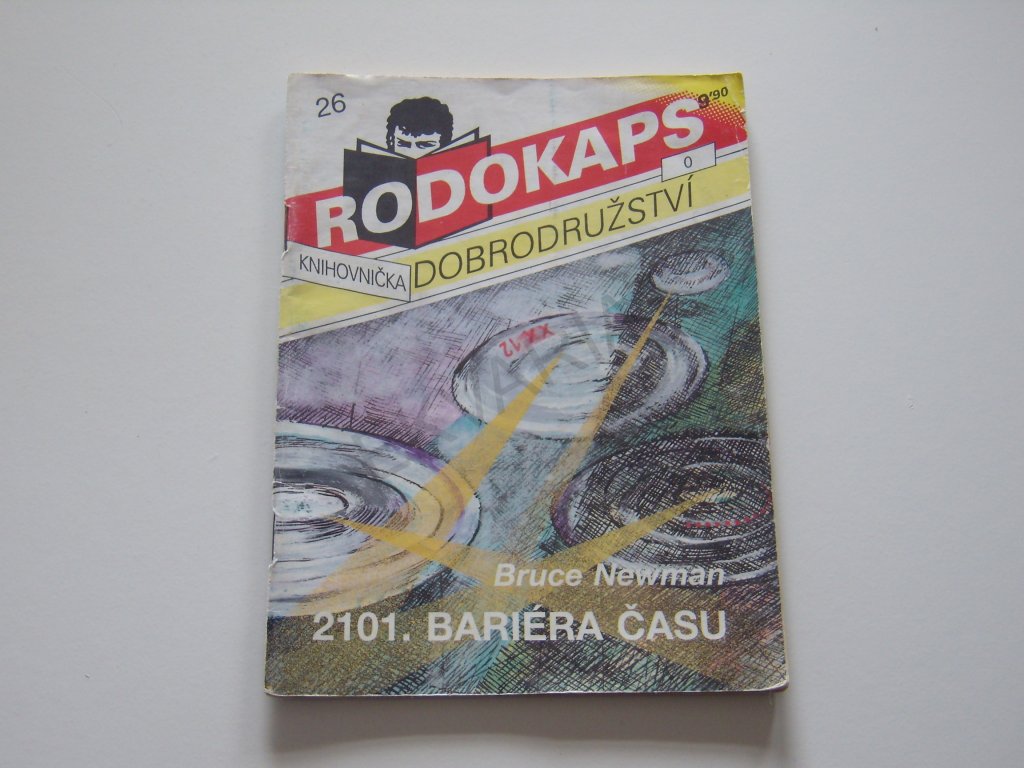 26
9'90
RODOKAPS
0
KNIHOVNIČKA DOBRODRUŽSTVÍ
Bruce Newman
2101. BARIÉRA ČASU